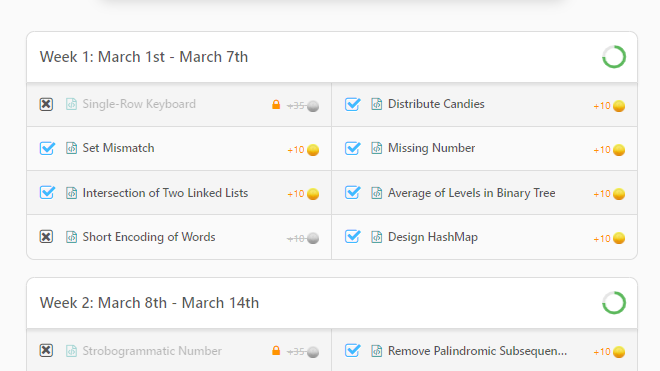 Week 1: March 1st - March 7th
Single-Row Keyboard +35
Distribute Candies +10
Set Mismatch +10
Missing Number +10
Intersection of Two Linked Lists +10
Average of Levels in Binary Tree +10
Short Encoding of Words +10
Design HashMap +10
Week 2: March 8th - March 14th
Strobogrammatic Number +35
Remove Palindromic Subsequen... +10